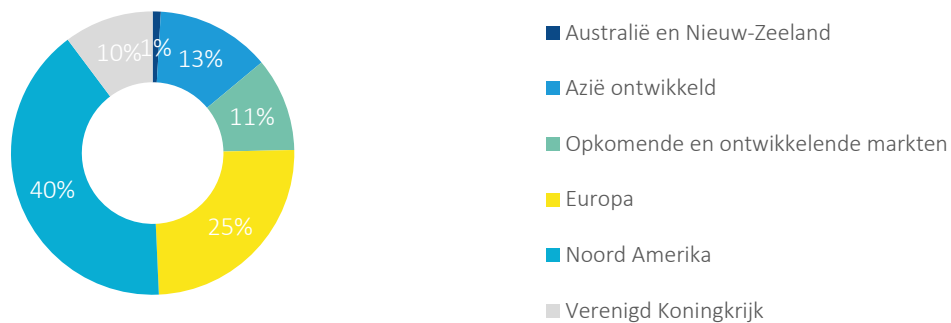 10%
1%
13%
11%
40%
25%
Australië en Nieuw-Zeeland
Azië ontwikkeld
Opkomende en ontwikkelende markten
Europa
Noord Amerika
Verenigd Koningkrijk